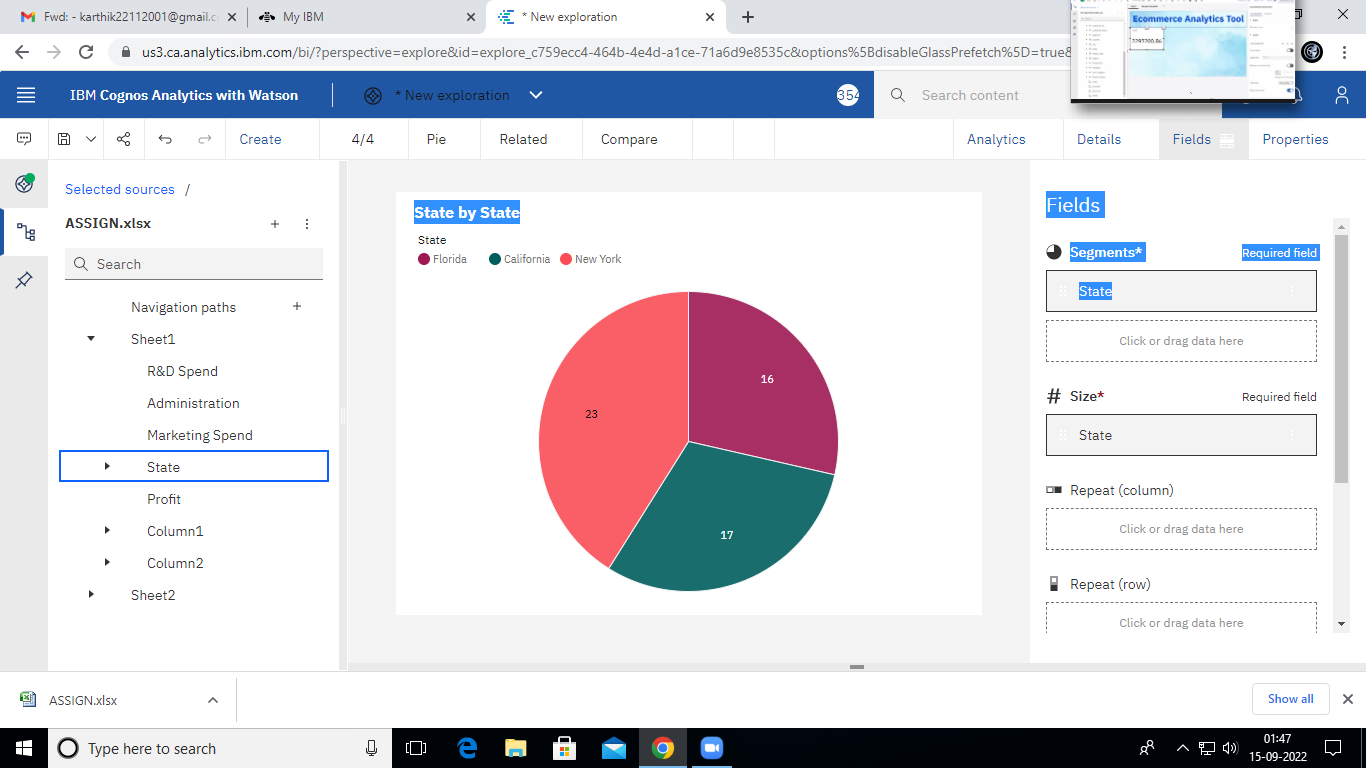 Fwd: - karthik22112001@gmail.c
My IBM
* New exploration
us3.ca.analytics.ibm.com/bi/?perspective=explore&id=explore_c785c2c4-404b-4e4d-a1ce-71a6d9e8535c&options%5BdisableGlassPrefetch%5D=true&
Ecommerce Analytics Tool
IBM Cognos Analytics with Watson
* New exploration
354
Search content
Create
4/4
Pie
Related
Compare
Analytics
Details
Fields
Properties
Selected sources /
ASSIGN.xlsx
Search
Navigation paths
Sheet1
R&D Spend
Administration
Marketing Spend
State
Profit
Column1
Column2
Sheet2
State by State
State
Florida
California
New York
16
23
17
Fields
Segments* Required field
State
Click or drag data here
Size* Required field
State
Repeat (column)
Click or drag data here
Repeat (row)
Click or drag data here
ASSIGN.xlsx
Show all
Type here to search
01:47
15-09-2022